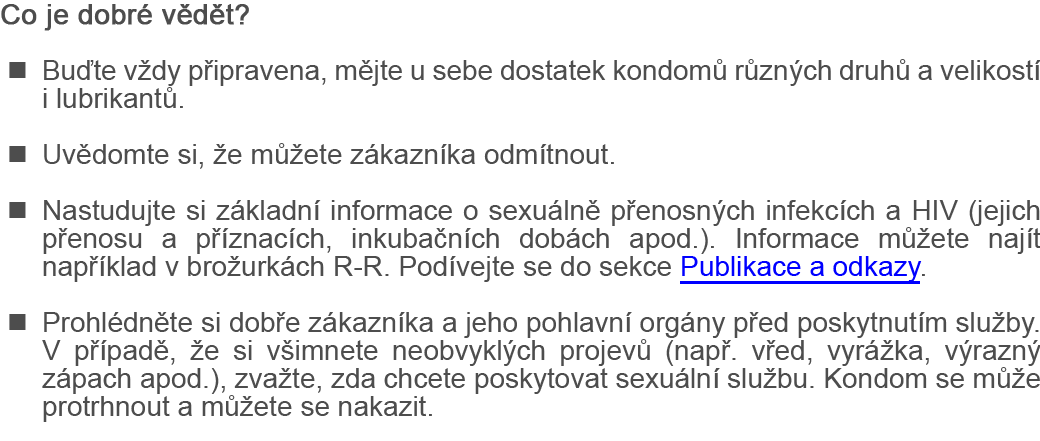 Co je dobré vědět?
■ Buďte vždy připravena, mějte u sebe dostatek kondomů různých druhů a velikostí
i lubrikantů.
■ Uvědomte si, že můžete zákazníka odmítnout.
■ Nastudujte si základní informace o sexuálně přenosných infekcích a HIV (jejich
přenosu a příznacích, inkubačních dobách apod.). Informace můžete najít
například v brožurkách R-R. Podívejte se do sekce Publikace a odkazy.
■ Prohlédněte si dobře zákazníka a jeho pohlavní orgány před poskytnutím služby.
V případě, že si všimnete neobvyklých projevů (např. vřed, vyrážka, výrazný
zápach apod.), zvažte, zda chcete poskytovat sexuální službu. Kondom se může
protrhnout a můžete se nakazit.